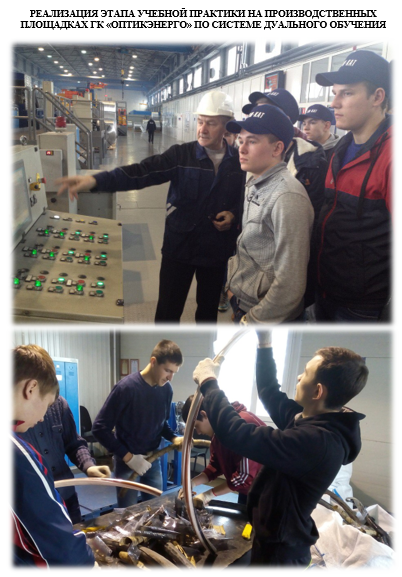 РЕАЛИЗАЦИЯ ЭТАПА УЧЕБНОЙ ПРАКТИКИ НА ПРОИЗВОДСТВЕННЫХ
ПЛОЩАДКАХ ГК «ОПТИКЭНЕРГО» ПО СИСТЕМЕ ДУАЛЬНОГО ОБУЧЕНИЯ